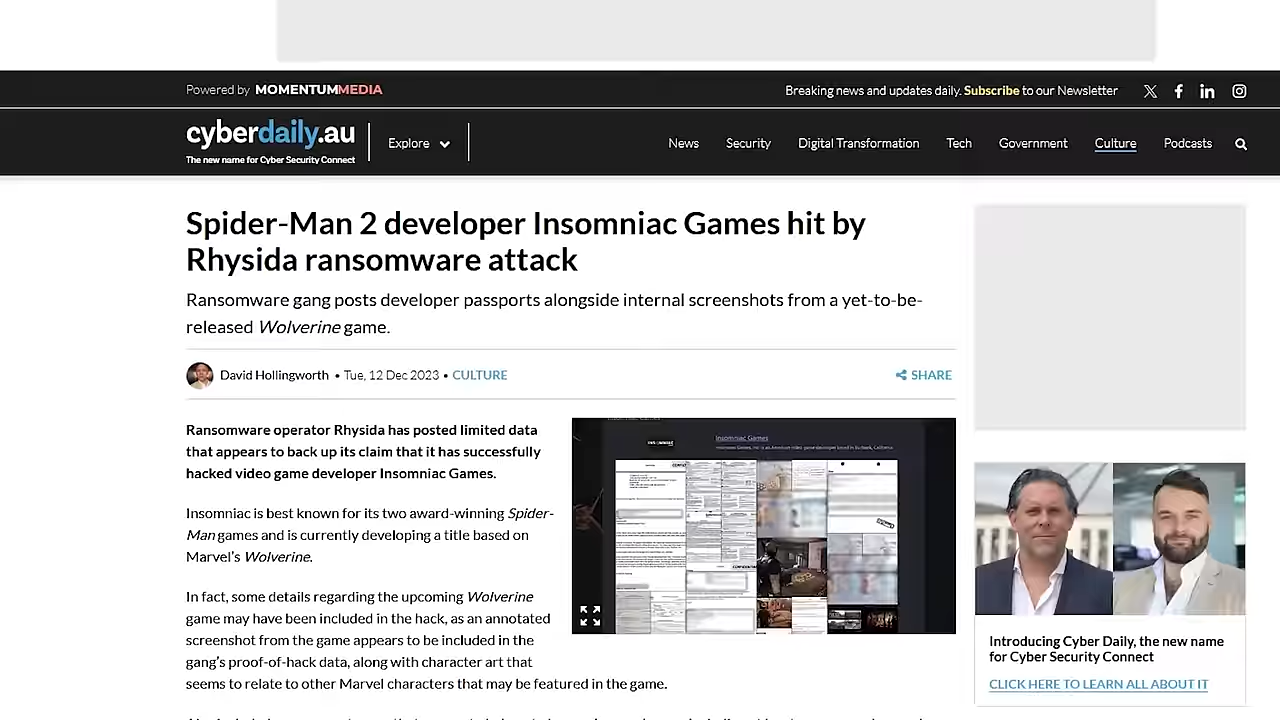 Powered by MOMENTUMMEDIA
Breaking news and updates daily. Subscribe to our Newsletter
cyberdaily.au
The new name for Cyber Security Connect
Explore
News Security Digital Transformation Tech Government Culture Podcasts
Spider-Man 2 developer Insomniac Games hit by
Rhysida ransomware attack
Ransomware gang posts developer passports alongside internal screenshots from a yet-to-be-
released Wolverine game.
David Hollingworth • Tue, 12 Dec 2023 • CULTURE
SHARE
Ransomware operator Rhysida has posted limited data
that appears to back up its claim that it has successfully
hacked video game developer Insomniac Games.
Insomniac is best known for its two award-winning Spider-
Man games and is currently developing a title based on
Marvel's Wolverine.
In fact, some details regarding the upcoming Wolverine
game may have been included in the hack, as an annotated
screenshot from the game appears to be included in the
gang's proof-of-hack data, along with character art that
seems to relate to other Marvel characters that may be featured in the game.
Insomniac Games
Introducing Cyber Daily, the new name
for Cyber Security Connect
CLICK HERE TO LEARN ALL ABOUT IT